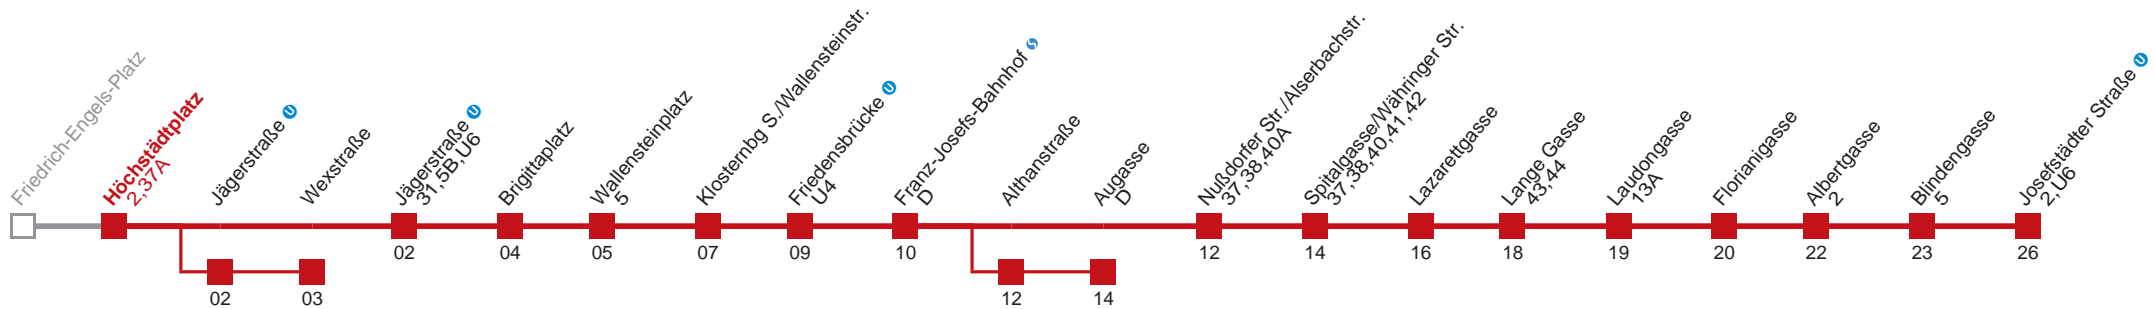 Friedrich-Engels-Platz
Höchstädtplatz
2,37A
Jägerstraße U
Wexstraße
Jägerstraße U
31,5B,U6
Brigittaplatz
Wallensteinplatz
5
Klosternbg S./Wallensteinstr.
Friedensbrücke U
U4
Franz-Josefs-Bahnhof S
D
Althanstraße
Augasse
D
Nußdorfer Str./Alserbachstr.
37,38,40A
Spitalgasse/Währinger Str.
37,38,40,41,42
Lazarettgasse
Lange Gasse
43,44
Laudongasse
13A
Florianigasse
Albertgasse
2
Blindengasse
5
Josefstädter Straße U
2,U6
02
04
05
07
09
10
12
14
16
18
19
20
22
23
26
02
03
12
14